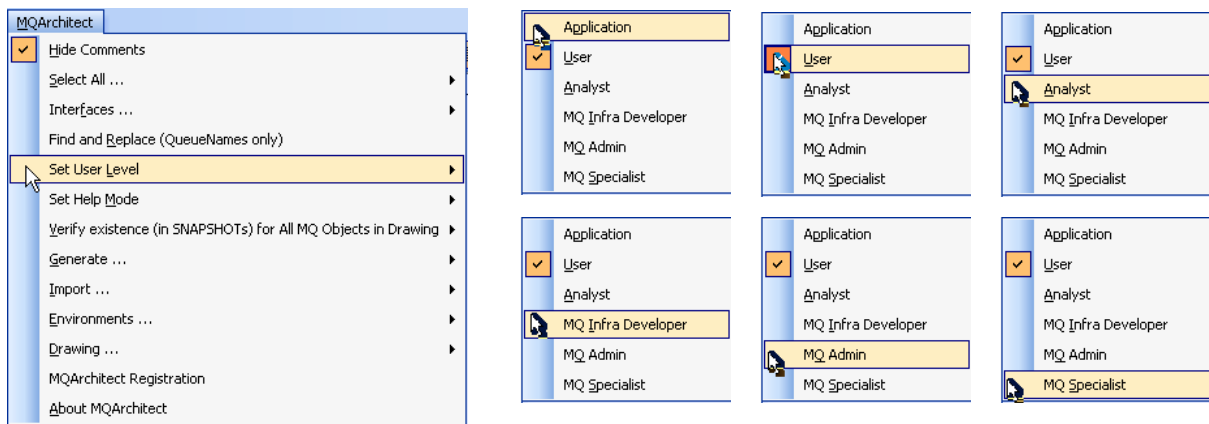 MQArchitect
Hide Comments
Select All ...
Interfaces ...
Find and Replace (QueueNames only)
Set User Level
Set Help Mode
Verify existence (in SNAPSHOTs) for All MQ Objects in Drawing
Generate ...
Import ...
Environments ...
Drawing ...
MQArchitect Registration
About MQArchitect
Application
User
Analyst
MQ Infra Developer
MQ Admin
MQ Specialist
Application
User
Analyst
MQ Infra Developer
MQ Admin
MQ Specialist
Application
User
Analyst
MQ Infra Developer
MQ Admin
MQ Specialist
Application
User
Analyst
MQ Infra Developer
MQ Admin
MQ Specialist
Application
User
Analyst
MQ Infra Developer
MQ Admin
MQ Specialist
Application
User
Analyst
MQ Infra Developer
MQ Admin
MQ Specialist